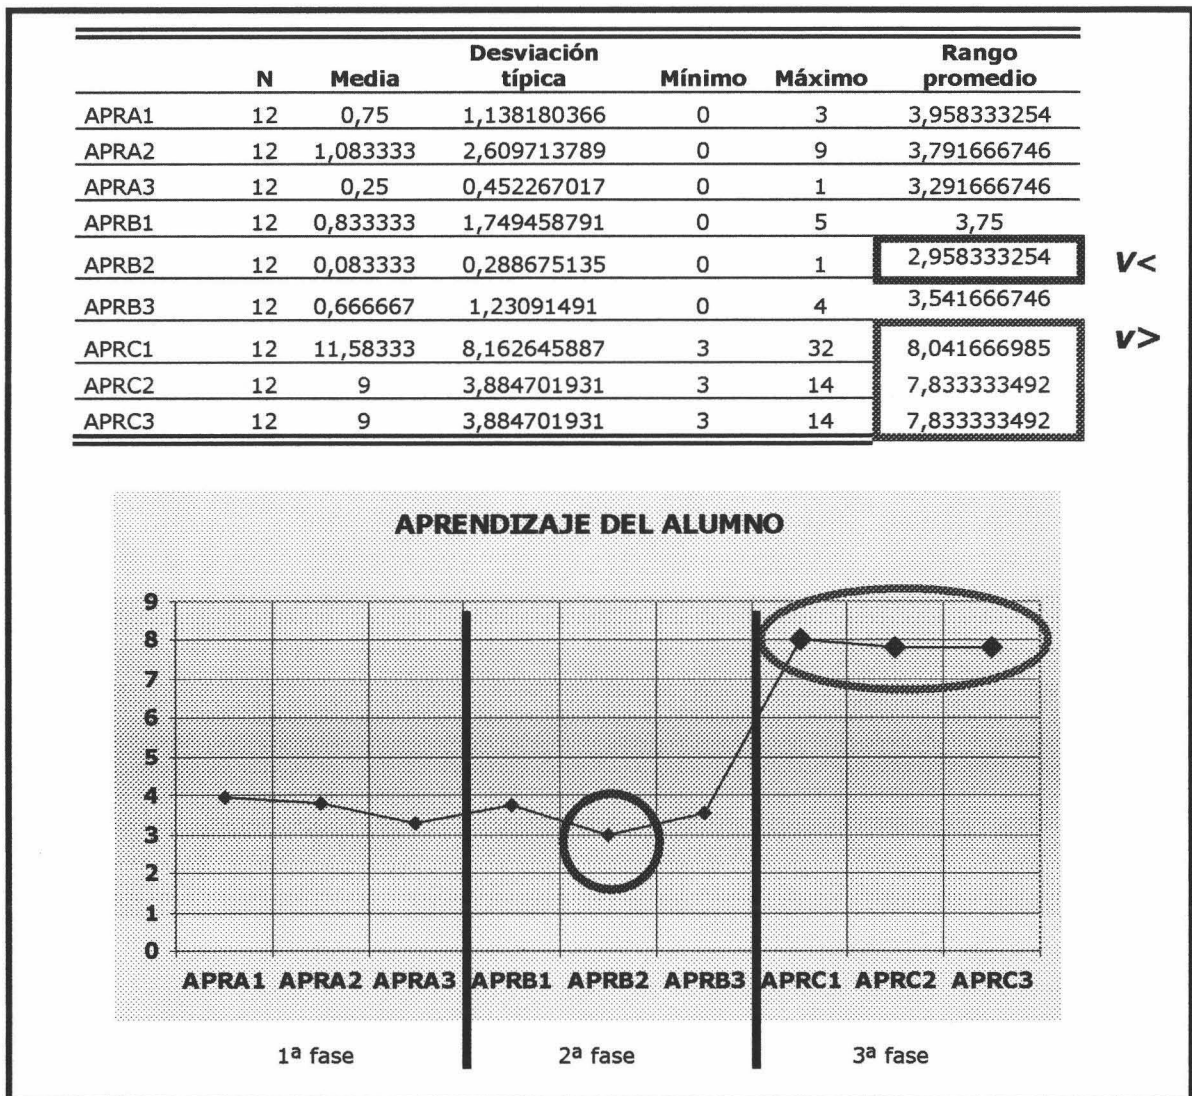 Desviación Rango
N Media típica Mínimo Máximo promedio
APRA1 12 0,75 1,138180366 0 3 3,958333254
APRA2 12 1,083333 2,609713789 0 9 3,791666746
APRA3 12 0,25 0,452267017 0 1 3,291666746
APRB1 12 0,833333 1,749458791 0 5 3,75
APRB2 12 0,083333 0,288675135 0 1 2,958333254 v<
APRB3 12 0,666667 1,23091491 0 4 3,541666746
APRC1 12 11,58333 8,162645887 3 32 8,041666985 v>
APRC2 12 9 3,884701931 3 14 7,833333492
APRC3 12 9 3,884701931 3 14 7,833333492
APRENDIZAJE DEL ALUMNO
9
8
7
6
5
4
3
2
1
0
APRA1 APRA2 APRA3 APRB1 APRB2 APRB3 APRC1 APRC2 APRC3
1ª fase 2ª fase 3ª fase